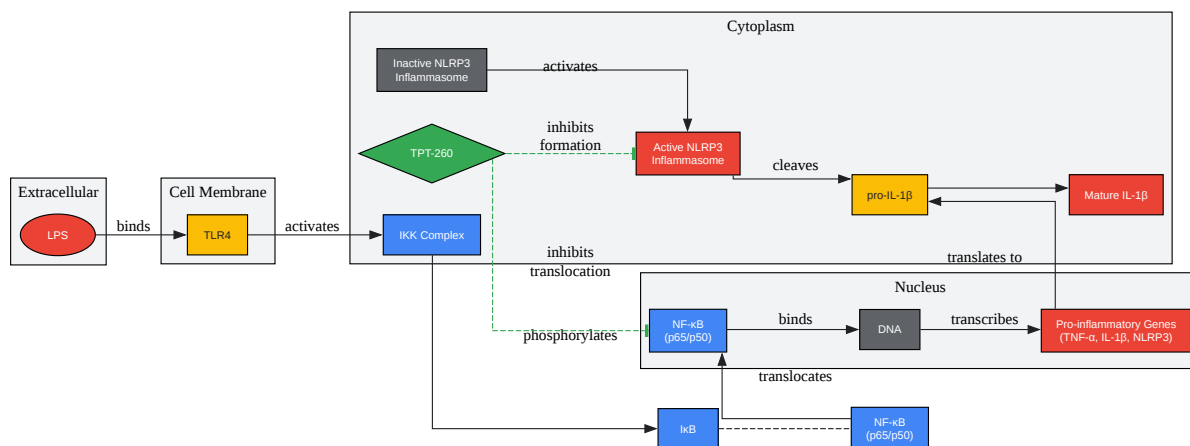 Cytoplasm
Inactive NLRP3
Inflammasome
activates
TPT-260
inhibits
formation
Active NLRP3
Inflammasome
cleaves
Extracellular
Cell Membrane
pro-IL-1β
Mature IL-1β
LPS
binds
TLR4
activates
IKK Complex
inhibits
translocation
translates to
Nucleus
phosphorylates
NF-κB
(p65/p50)
binds
DNA
transcribes
Pro-inflammatory Genes
(TNF-α, IL-1β, NLRP3)
translocates
IκB
NF-κB
(p65/p50)